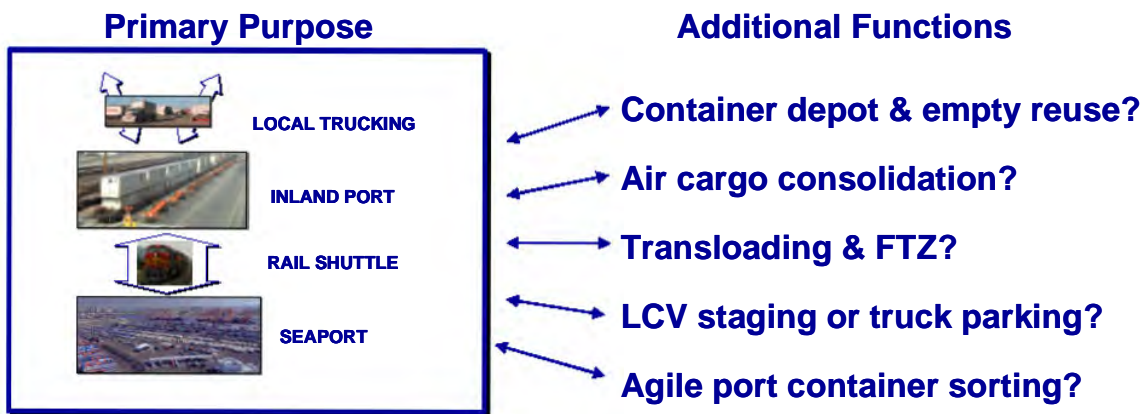 Primary Purpose
LOCAL TRUCKING
INLAND PORT
RAIL SHUTTLE
SEAPORT
Additional Functions
Container depot & empty reuse?
Air cargo consolidation?
Transloading & FTZ?
LCV staging or truck parking?
Agile port container sorting?